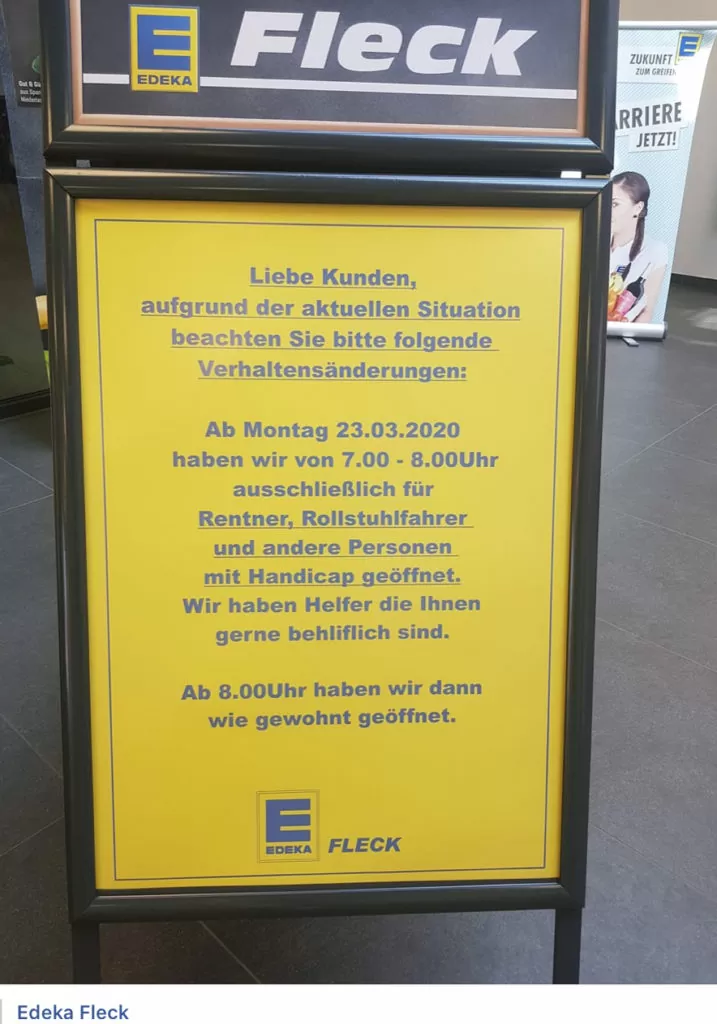 E
EDEKA
Fleck
ZUKUNFT
ZUM GREIFEN
E
ARRIERE
JETZT!
Liebe Kunden,
aufgrund der aktuellen Situation
beachten Sie bitte folgende
Verhaltensänderungen:
Ab Montag 23.03.2020
haben wir von 7.00 - 8.00Uhr
ausschließlich für
Rentner, Rollstuhlfahrer
und andere Personen
mit Handicap geöffnet.
Wir haben Helfer die Ihnen
gerne behliflich sind.
Ab 8.00Uhr haben wir dann
wie gewohnt geöffnet.
E
EDEKA
FLECK
Edeka Fleck